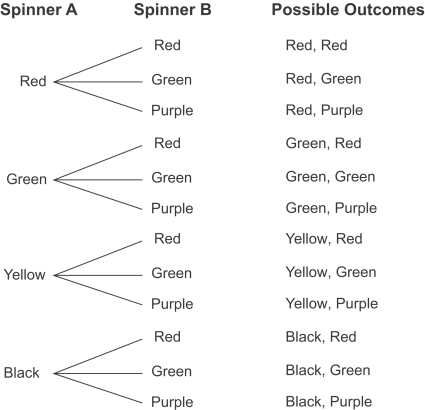 Spinner A Spinner B Possible Outcomes
Red Red, Red
Red Green Red, Green
Purple Red, Purple
Red Green, Red
Green Green Green, Green
Purple Green, Purple
Red Yellow, Red
Yellow Green Yellow, Green
Purple Yellow, Purple
Red Black, Red
Black Green Black, Green
Purple Black, Purple